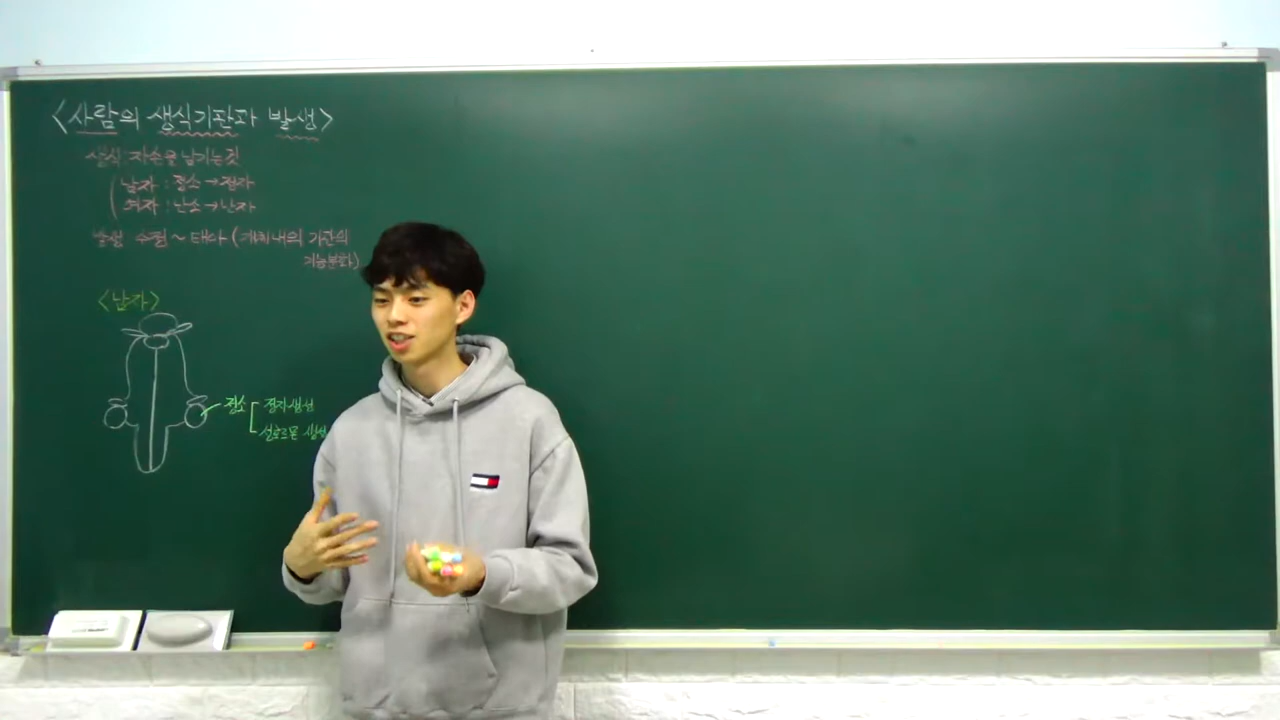 <사람의 생식기관과 발생>
생식: 자손을 남기는 것
남자 : 정소 → 정자
여자 : 난소 → 난자
발생 수정 ~ 태아 (개체 내의 기관의
기능분화)
<남자>
정소
정자 생성
성호르몬 생성